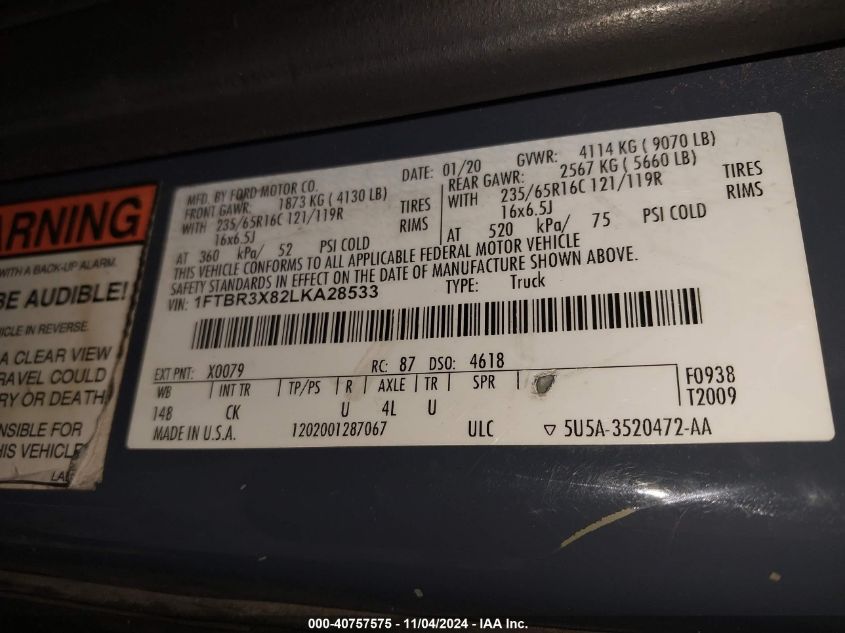 ARNING
WITH A BACK-UP ALARM.
BE AUDIBLE!
ICLE IN REVERSE.
A CLEAR VIEW
RAVEL COULD
RY OR DEATH
NSIBLE FOR
HIS VEHICLE
MFD. BY FORD MOTOR CO.
DATE: 01/20 GVWR: 4114 KG ( 9070 LB)
FRONT GAWR: 1873 KG ( 4130 LB) REAR GAWR: 2567 KG ( 5660 LB)
WITH 235/65R16C 121/119R TIRES WITH 235/65R16C 121/119R TIRES
16x6.5J RIMS 16x6.5J RIMS
AT 360 kPa/ 52 PSI COLD AT 520 kPa/ 75 PSI COLD
THIS VEHICLE CONFORMS TO ALL APPLICABLE FEDERAL MOTOR VEHICLE
SAFETY STANDARDS IN EFFECT ON THE DATE OF MANUFACTURE SHOWN ABOVE.
VIN: 1FTBR3X82LKA28533 TYPE: Truck
EXT PNT: X0079 RC: 87 DSO: 4618
WB INT TR TP/PS R AXLE TR SPR F0938
148 CK U 4L U T2009
MADE IN U.S.A. 1202001287067 ULC ▽ 5U5A-3520472-AA
000-40757575 - 11/04/2024 - IAA Inc.